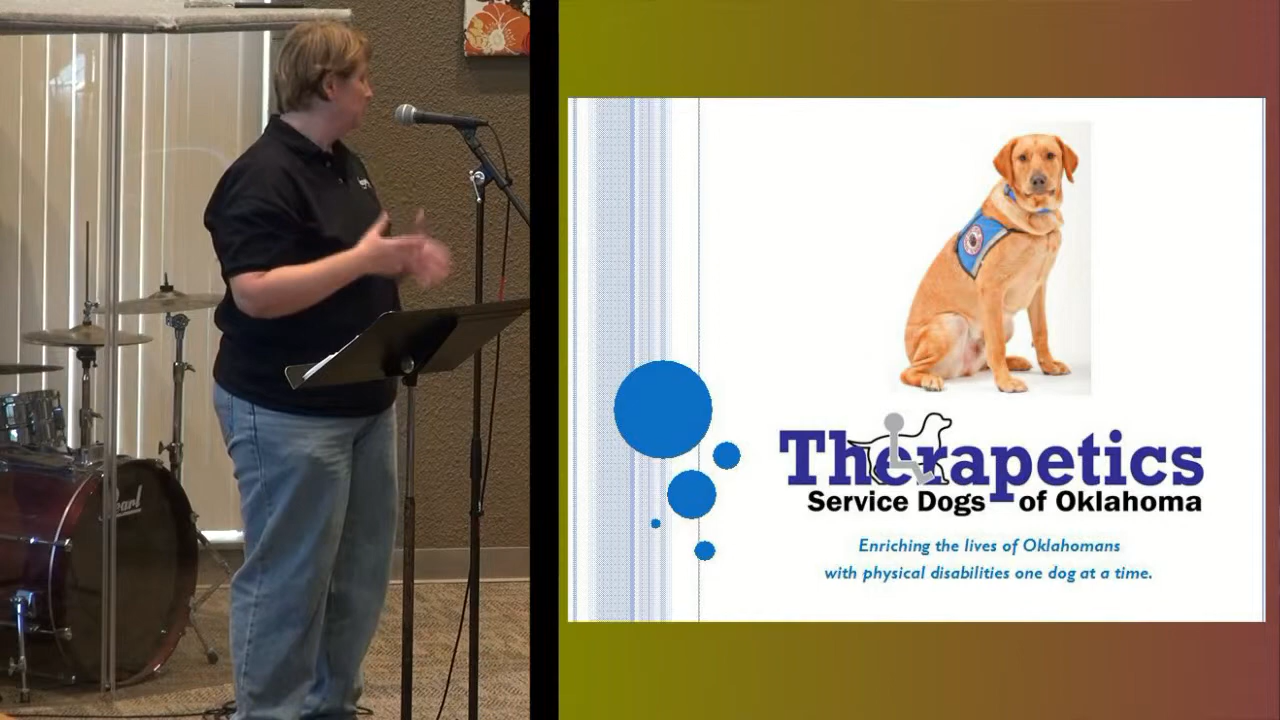 Pearl
Therapetics
Service Dogs of Oklahoma
Enriching the lives of Oklahomans
with physical disabilities one dog at a time.